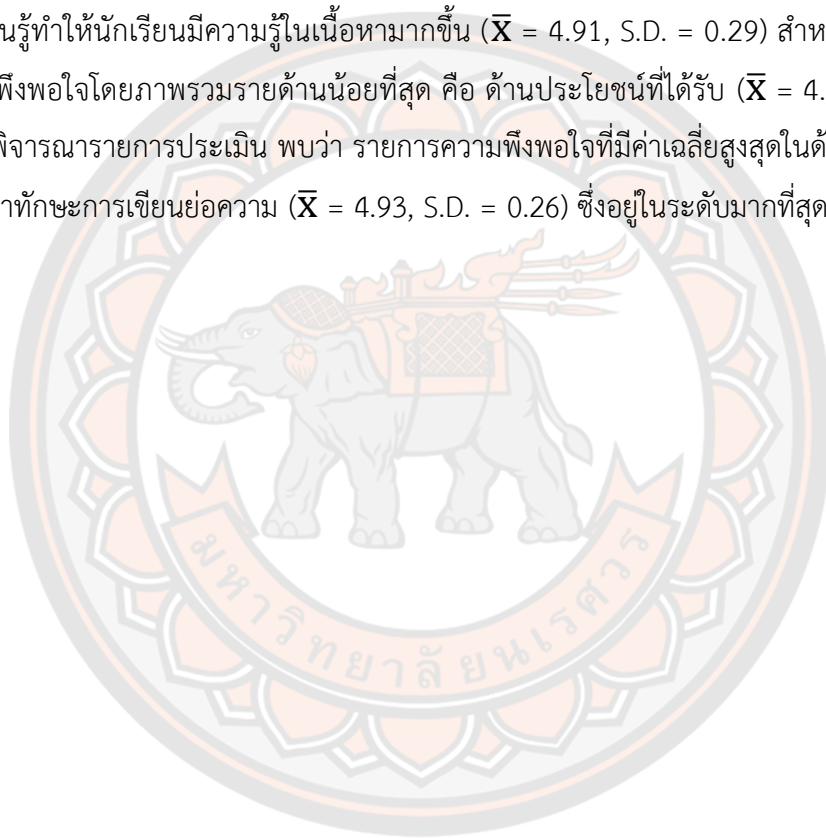 นรู้ทำให้นักเรียนมีความรู้ในเนื้อหามากขึ้น (X̅ = 4.91, S.D. = 0.29) สำห
พึงพอใจโดยภาพรวมรายด้านน้อยที่สุด คือ ด้านประโยชน์ที่ได้รับ (X̅ = 4.
พิจารณารายการประเมิน พบว่า รายการความพึงพอใจที่มีค่าเฉลี่ยสูงสุดในด้
าทักษะการเขียนย่อความ (X̅ = 4.93, S.D. = 0.26) ซึ่งอยู่ในระดับมากที่สุด
มหาวิทยาลัยนเรศวร